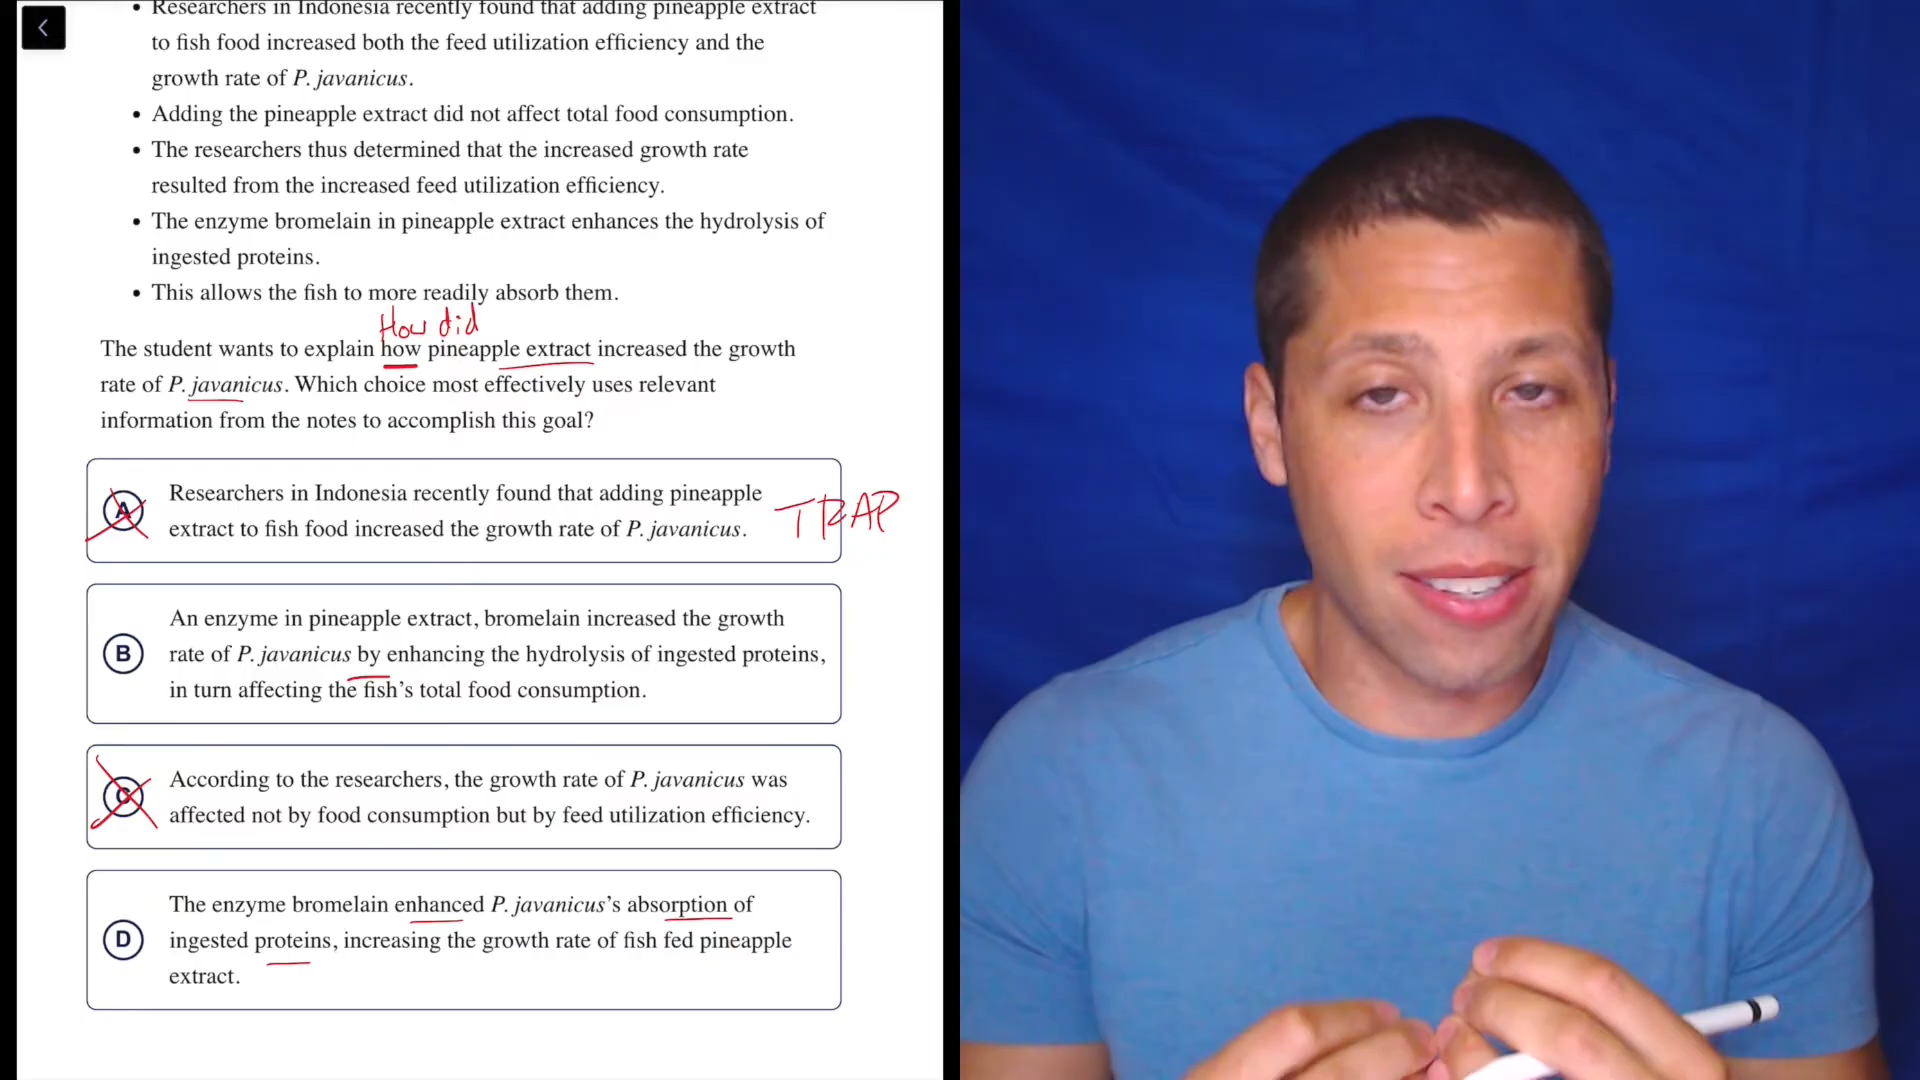 Researchers in Indonesia recently found that adding pineapple extract
to fish food increased both the feed utilization efficiency and the
growth rate of P. javanicus.
Adding the pineapple extract did not affect total food consumption.
The researchers thus determined that the increased growth rate
resulted from the increased feed utilization efficiency.
The enzyme bromelain in pineapple extract enhances the hydrolysis of
ingested proteins.
This allows the fish to more readily absorb them.
How did
The student wants to explain how pineapple extract increased the growth
rate of P. javanicus. Which choice most effectively uses relevant
information from the notes to accomplish this goal?
A
Researchers in Indonesia recently found that adding pineapple
extract to fish food increased the growth rate of P. javanicus.
TRAP
B
An enzyme in pineapple extract, bromelain increased the growth
rate of P. javanicus by enhancing the hydrolysis of ingested proteins,
in turn affecting the fish's total food consumption.
C
According to the researchers, the growth rate of P. javanicus was
affected not by food consumption but by feed utilization efficiency.
D
The enzyme bromelain enhanced P. javanicus's absorption of
ingested proteins, increasing the growth rate of fish fed pineapple
extract.